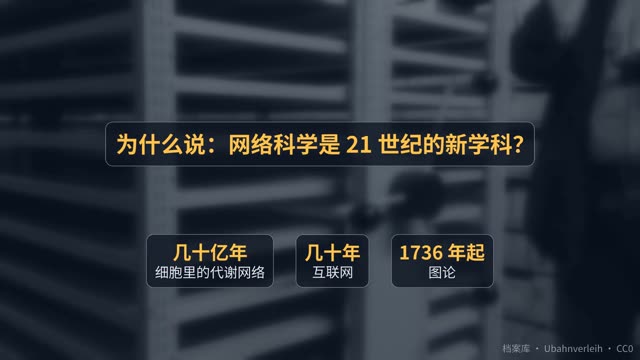 为什么说：网络科学是 21 世纪的新学科？
几十亿年
细胞里的代谢网络
几十年
互联网
1736 年起
图论
档案库 · Ubahnverleih · CC0